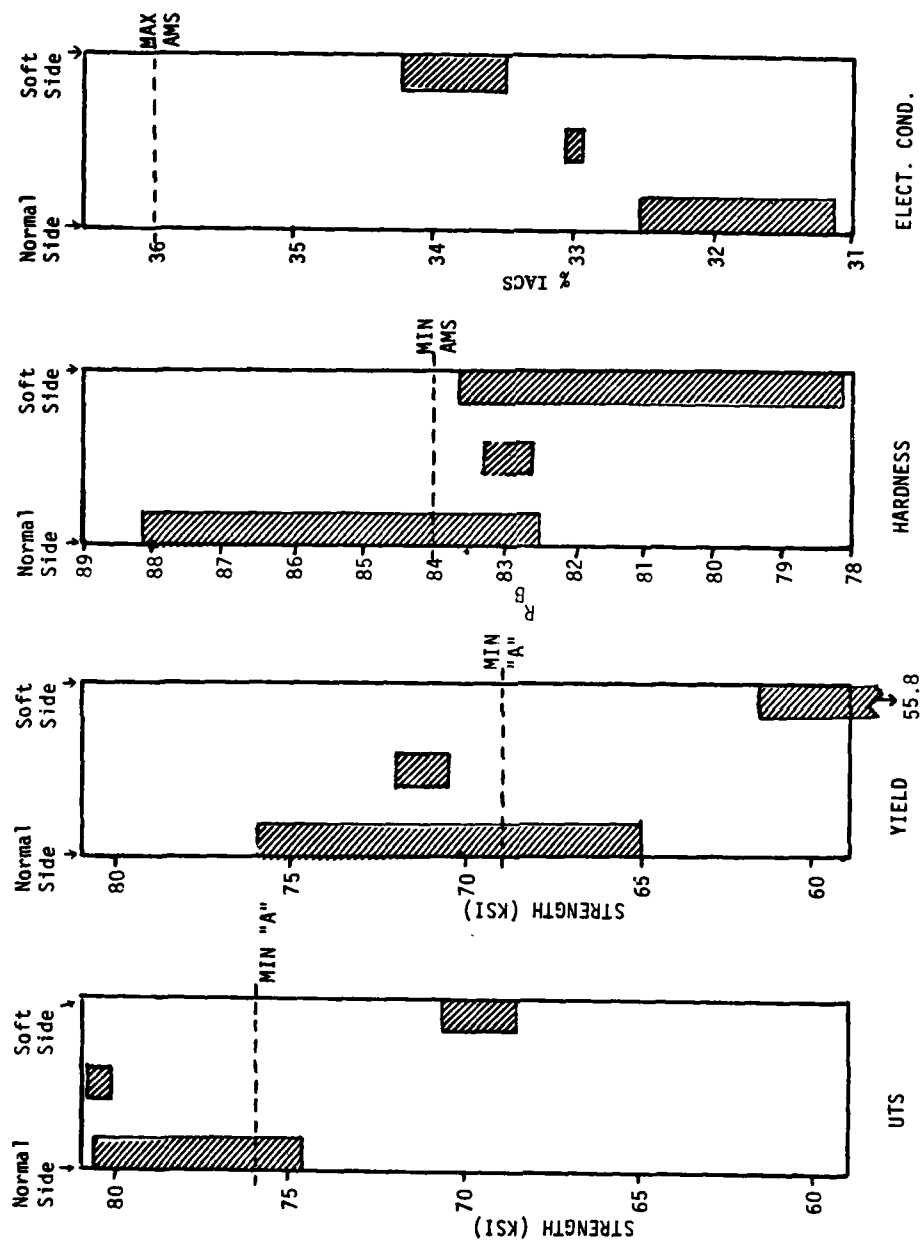 Normal
Side
Soft
Side
MIN "A"
80
75
70
65
60
STRENGTH (KSI)
UTS
Normal
Side
Soft
Side
MIN
"A"
80
75
70
65
60
STRENGTH (KSI)
55.8
YIELD
Normal
Side
Soft
Side
MIN
AMS
89
88
87
86
85
84
83
82
81
80
79
78
RB
HARDNESS
Normal
Side
Soft
Side
MAX
AMS
36
35
34
33
32
31
% IACS
ELECT. COND.